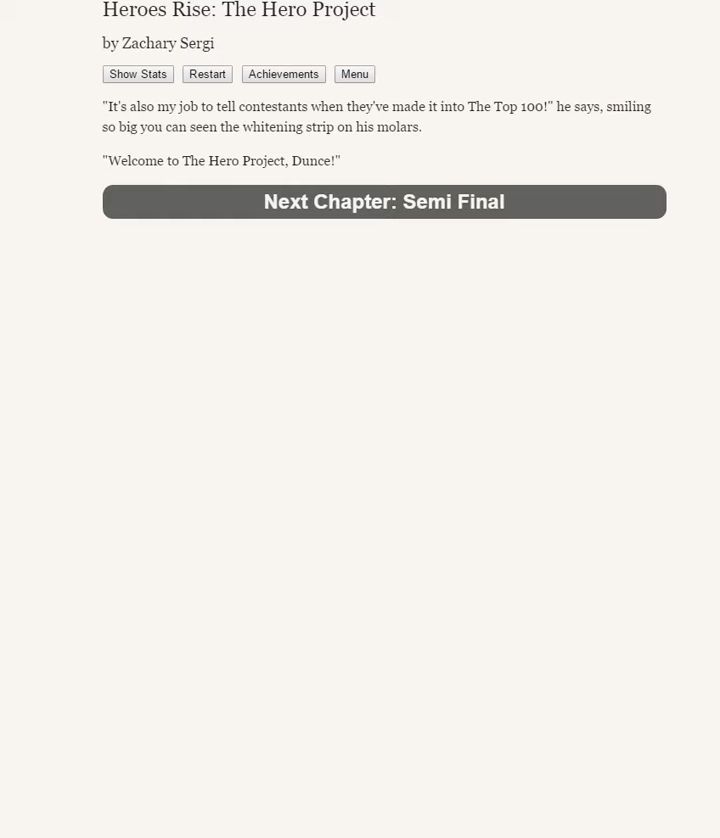 Heroes Rise: The Hero Project
by Zachary Sergi
Show Stats Restart Achievements Menu
"It's also my job to tell contestants when they've made it into The Top 100!" he says, smiling
so big you can seen the whitening strip on his molars.
"Welcome to The Hero Project, Dunce!"
Next Chapter: Semi Final